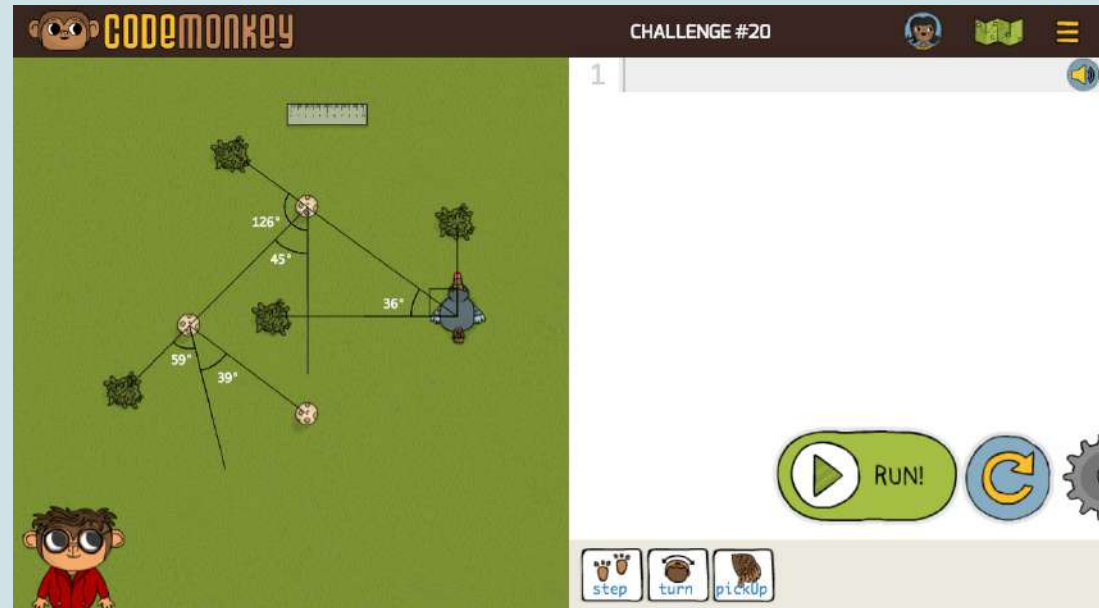 CODEMONKEY
CHALLENGE #20
1
126°
45°
36°
59°
39°
RUN!
step
turn
pickUp